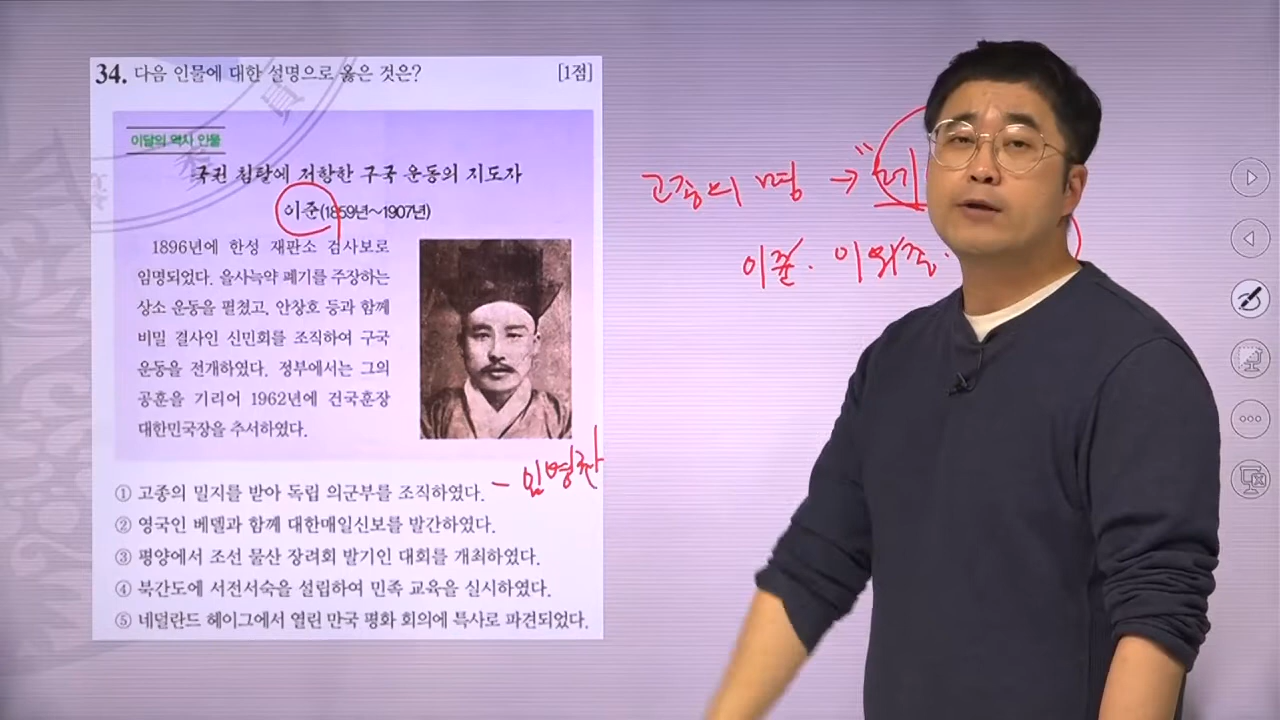 34. 다음 인물에 대한 설명으로 옳은 것은? [1점]
이달의 역사 인물
국권 침탈에 저항한 구국 운동의 지도자
이준(1859년~1907년)
1896년에 한성 재판소 검사보로
임명되었다. 을사늑약 폐기를 주장하는
상소 운동을 펼쳤고, 안창호 등과 함께
비밀 결사인 신민회를 조직하여 구국
운동을 전개하였다. 정부에서는 그의
공훈을 기리어 1962년에 건국훈장
대한민국장을 추서하였다.
① 고종의 밀지를 받아 독립 의군부를 조직하였다. - 임병찬
② 영국인 베델과 함께 대한매일신보를 발간하였다.
③ 평양에서 조선 물산 장려회 발기인 대회를 개최하였다.
④ 북간도에 서전서숙을 설립하여 민족 교육을 실시하였다.
⑤ 네덜란드 헤이그에서 열린 만국 평화 회의에 특사로 파견되었다.
고종의 명 →
이준. 이위종.